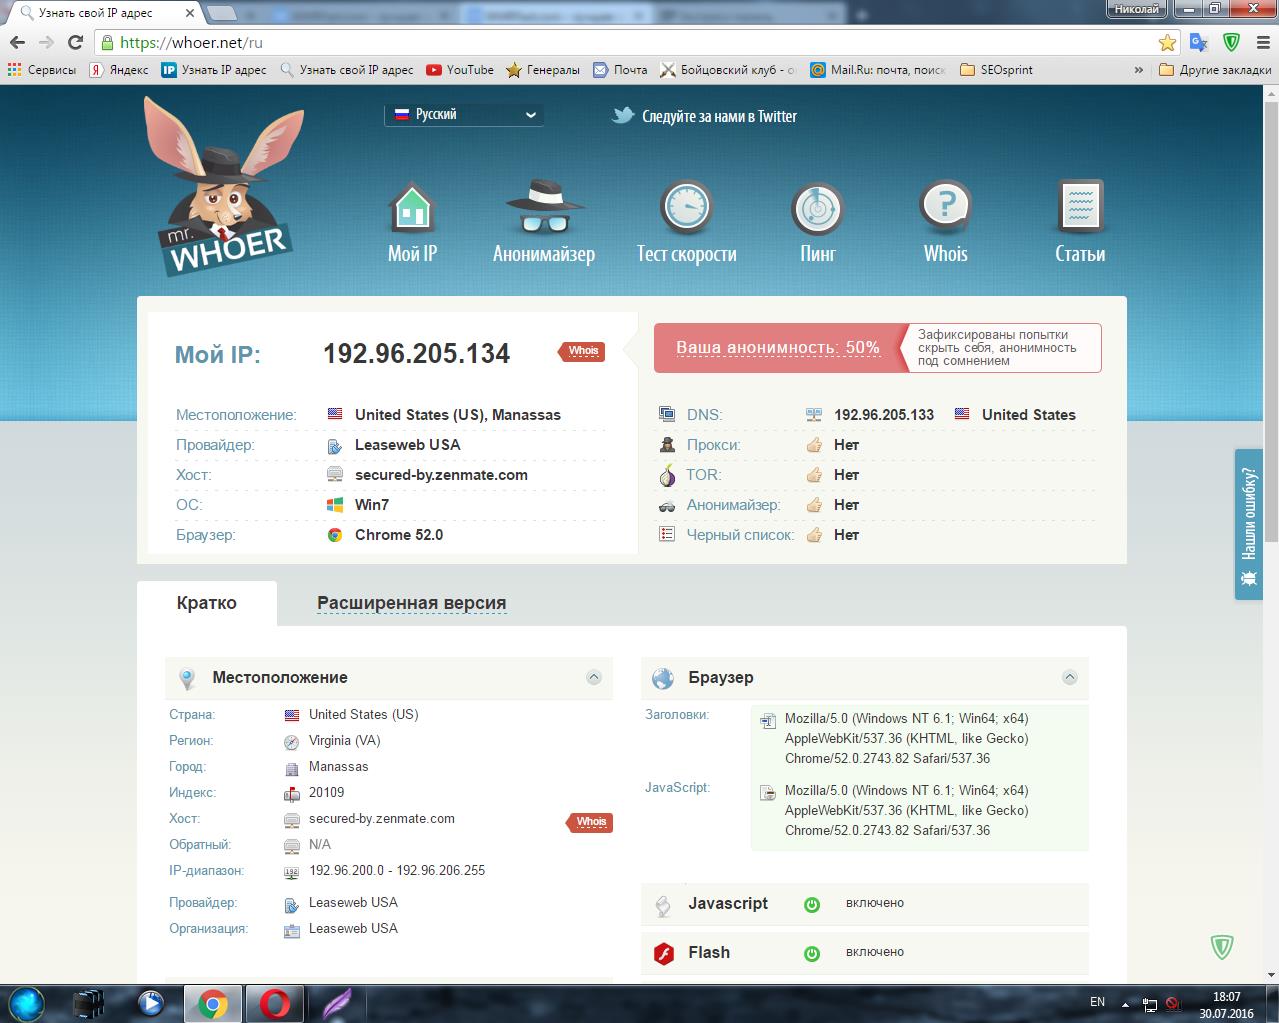 Узнать свой IP адрес
Николай
https://whoer.net/ru
Сервисы
Яндекс
IP Узнать IP адрес
Узнать свой IP адрес
YouTube
Генералы
Почта
Бойцовский клуб - о
Mail.Ru: почта, поиск
SEOsprint
»
Другие закладки
Русский
Следуйте за нами в Twitter
mr.
WHOER
Мой IP
Анонимайзер
Тест скорости
Пинг
Whois
Статьи
Мой IP: 192.96.205.134 Whois
Ваша анонимность: 50%
Зафиксированы попытки
скрыть себя, анонимность
под сомнением
Местоположение: United States (US), Manassas
Провайдер: Leaseweb USA
Хост: secured-by.zenmate.com
ОС: Win7
Браузер: Chrome 52.0
DNS: 192.96.205.133 United States
Прокси: Нет
TOR: Нет
Анонимайзер: Нет
Черный список: Нет
Нашли ошибку?
Кратко
Расширенная версия
Местоположение
Страна: United States (US)
Регион: Virginia (VA)
Город: Manassas
Индекс: 20109
Хост: secured-by.zenmate.com Whois
Обратный: N/A
IP-диапазон: 192.96.200.0 - 192.96.206.255
Провайдер: Leaseweb USA
Организация: Leaseweb USA
Браузер
Заголовки: Mozilla/5.0 (Windows NT 6.1; Win64; x64)
AppleWebKit/537.36 (KHTML, like Gecko)
Chrome/52.0.2743.82 Safari/537.36
JavaScript: Mozilla/5.0 (Windows NT 6.1; Win64; x64)
AppleWebKit/537.36 (KHTML, like Gecko)
Chrome/52.0.2743.82 Safari/537.36
Javascript включено
Flash включено
EN
18:07
30.07.2016